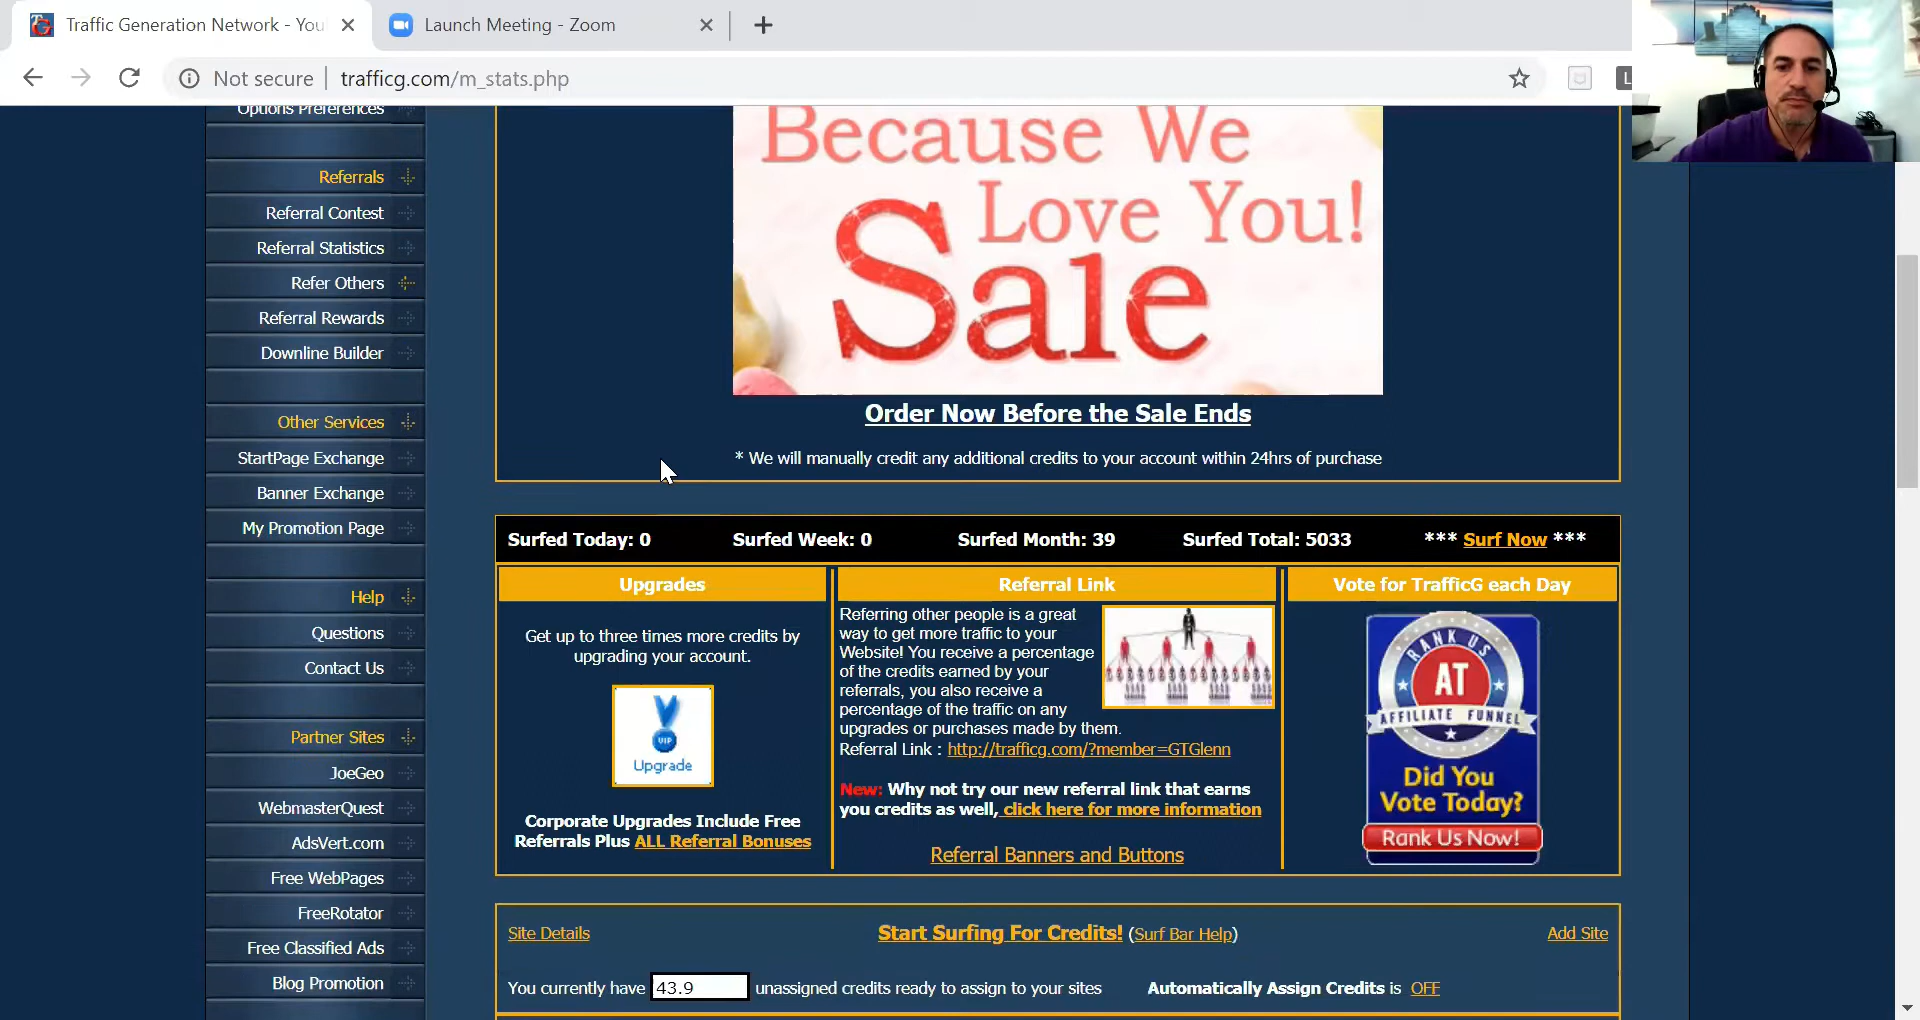 Traffic Generation Network - You
Launch Meeting - Zoom
Not secure
trafficg.com/m_stats.php
Options Preferences
Referrals
Referral Contest
Referral Statistics
Refer Others
Referral Rewards
Downline Builder
Other Services
StartPage Exchange
Banner Exchange
My Promotion Page
Help
Questions
Contact Us
Partner Sites
JoeGeo
WebmasterQuest
AdsVert.com
Free WebPages
FreeRotator
Free Classified Ads
Blog Promotion
Because We
Love You!
Sale
Order Now Before the Sale Ends
* We will manually credit any additional credits to your account within 24hrs of purchase
Surfed Today: 0 Surfed Week: 0 Surfed Month: 39 Surfed Total: 5033 *** Surf Now ***
Upgrades
Get up to three times more credits by
upgrading your account.
VIP
Upgrade
Corporate Upgrades Include Free
Referrals Plus ALL Referral Bonuses
Referral Link
Referring other people is a great
way to get more traffic to your
Website! You receive a percentage
of the credits earned by your
referrals, you also receive a
percentage of the traffic on any
upgrades or purchases made by them.
Referral Link : http://trafficg.com/?member=GTGlenn
New: Why not try our new referral link that earns
you credits as well, click here for more information
Referral Banners and Buttons
Vote for TrafficG each Day
RANK US
AT
AFFILIATE FUNNEL
Did You
Vote Today?
Rank Us Now!
Site Details Start Surfing For Credits! (Surf Bar Help) Add Site
You currently have 43.9 unassigned credits ready to assign to your sites Automatically Assign Credits is OFF